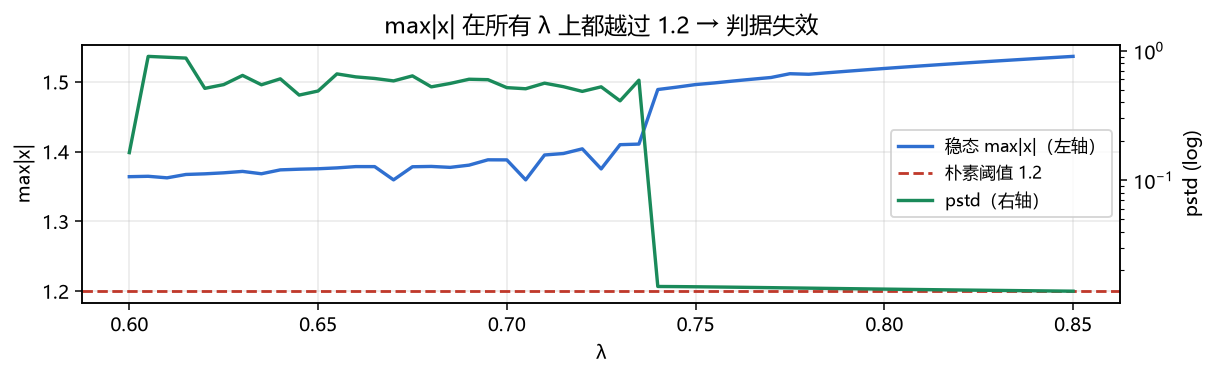 max|x| 在所有 λ 上都越过 1.2 → 判据失效
max|x|
1.5
1.4
1.3
1.2
0.60
0.65
0.70
0.75
0.80
0.85
λ
10⁰
10⁻¹
pstd (log)
稳态 max|x|（左轴）
朴素阈值 1.2
pstd（右轴）